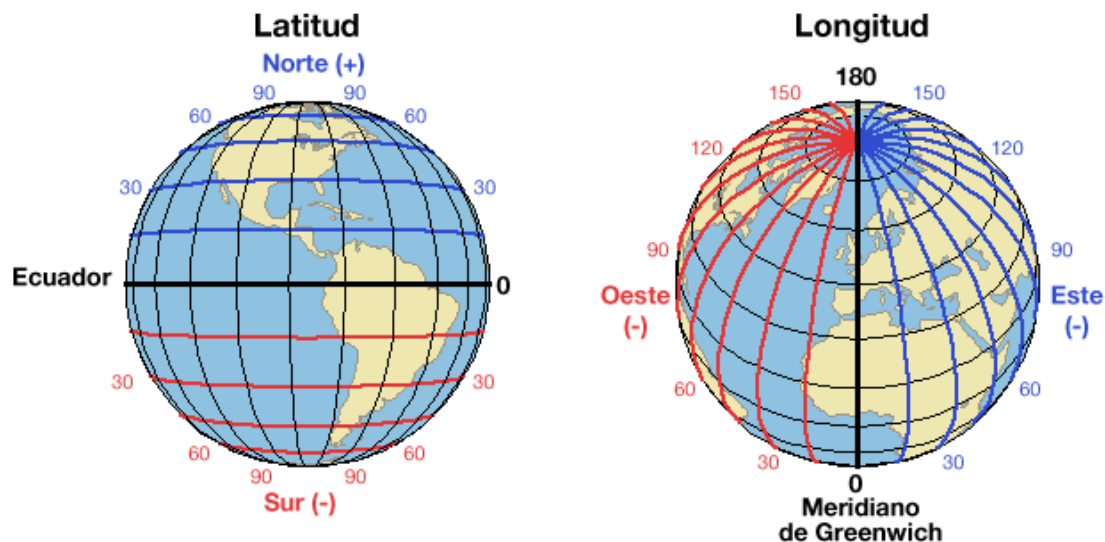 Latitud
Norte (+)
90 90
60 60
30 30
Ecuador 0
30 30
60 60
90 90
Sur (-)
Longitud
180
150 150
120 120
90 90
Oeste Este
(-) (-)
60 60
30 30
0
Meridiano
de Greenwich